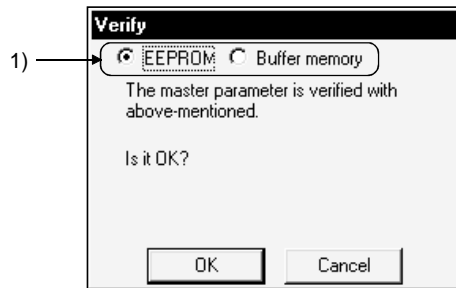 Verify
1)
EEPROM Buffer memory
The master parameter is verified with
above-mentioned.
Is it OK?
OK Cancel